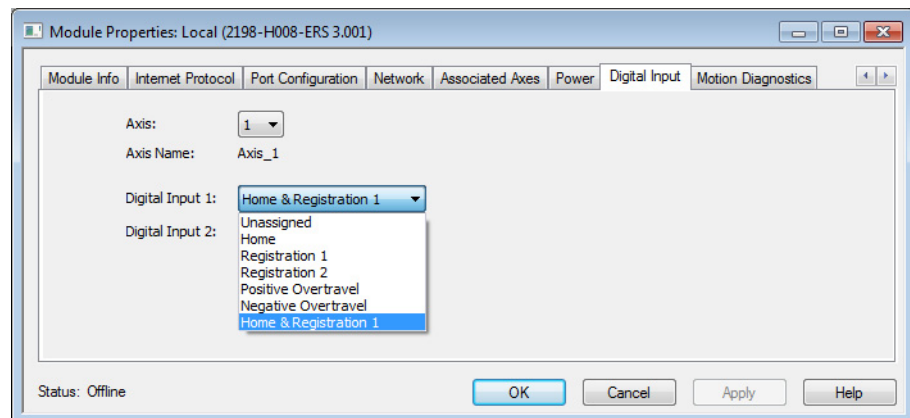 Module Properties: Local (2198-H008-ERS 3.001)
Module Info Internet Protocol Port Configuration Network Associated Axes Power Digital Input Motion Diagnostics
Axis: 1
Axis Name: Axis_1
Digital Input 1: Home & Registration 1
Digital Input 2:
Unassigned
Home
Registration 1
Registration 2
Positive Overtravel
Negative Overtravel
Home & Registration 1
Status: Offline OK Cancel Apply Help